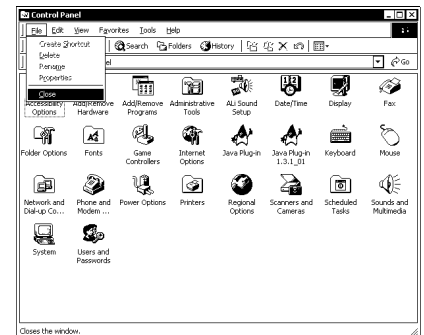 Control Panel
File Edit View Favorites Tools Help
Create Shortcut
Delete
Rename
Properties
Close
Search Folders History
el
Go
Accessibility Options
Add/Remove Hardware
Add/Remove Programs
Administrative Tools
ALi Sound Setup
Date/Time
Display
Fax
Folder Options
Fonts
Game Controllers
Internet Options
Java Plug-in
Java Plug-in 1.3.1_01
Keyboard
Mouse
Network and Dial-up Co...
Phone and Modem ...
Power Options
Printers
Regional Options
Scanners and Cameras
Scheduled Tasks
Sounds and Multimedia
System
Users and Passwords
Closes the window.